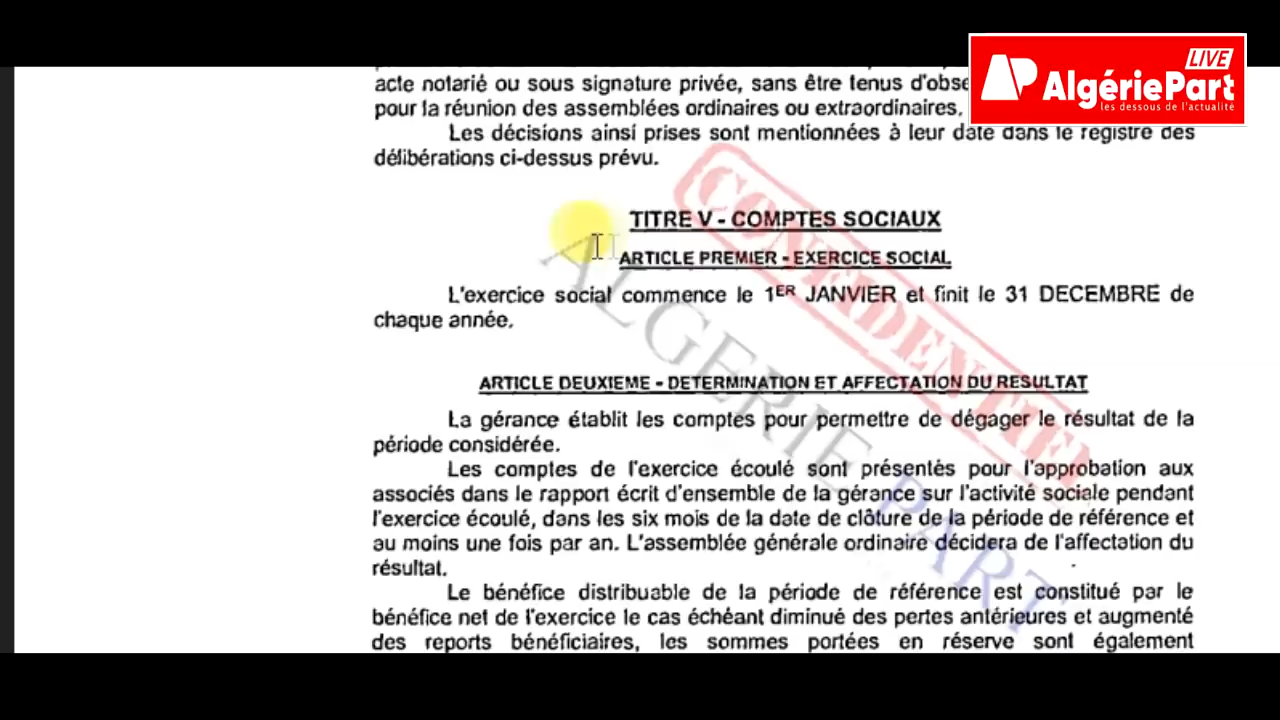 LIVE
AP AlgériePart
les dessous de l'actualité
acte notarié ou sous signature privée, sans être tenus
pour la réunion des assemblées ordinaires ou extraordinaires,
Les décisions ainsi prises sont mentionnées à leur date dans le registre des
délibérations ci-dessus prévu.
TITRE V - COMPTES SOCIAUX
ARTICLE PREMIER - EXERCICE SOCIAL
L'exercice social commence le 1ER JANVIER et finit le 31 DECEMBRE de
chaque année.
ARTICLE DEUXIEME - DETERMINATION ET AFFECTATION DU RESULTAT
La gérance établit les comptes pour permettre de dégager le résultat de la
période considérée.
Les comptes de l'exercice écoulé sont présentés pour l'approbation aux
associés dans le rapport écrit d'ensemble de la gérance sur l'activité sociale pendant
l'exercice écoulé, dans les six mois de la date de clôture de la période de référence et
au moins une fois par an. L'assemblée générale ordinaire décidera de l'affectation du
résultat.
Le bénéfice distribuable de la période de référence est constitué par le
bénéfice net de l'exercice le cas échéant diminué des pertes antérieures et augmenté
des reports bénéficiaires, les sommes portées en réserve sont également
CONFIDENTIEL
ALGERIE PART